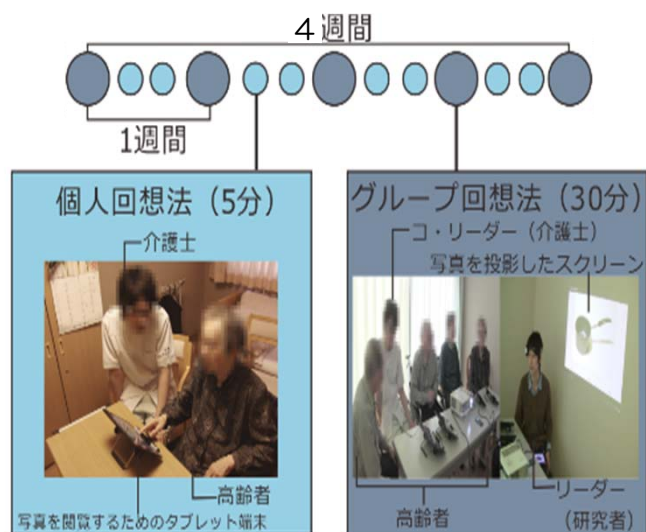 ４週間
1週間
個人回想法（5分）
介護士
高齢者
写真を閲覧するためのタブレット端末
グループ回想法（30分）
コ・リーダー（介護士）
写真を投影したスクリーン
高齢者
リーダー
（研究者）